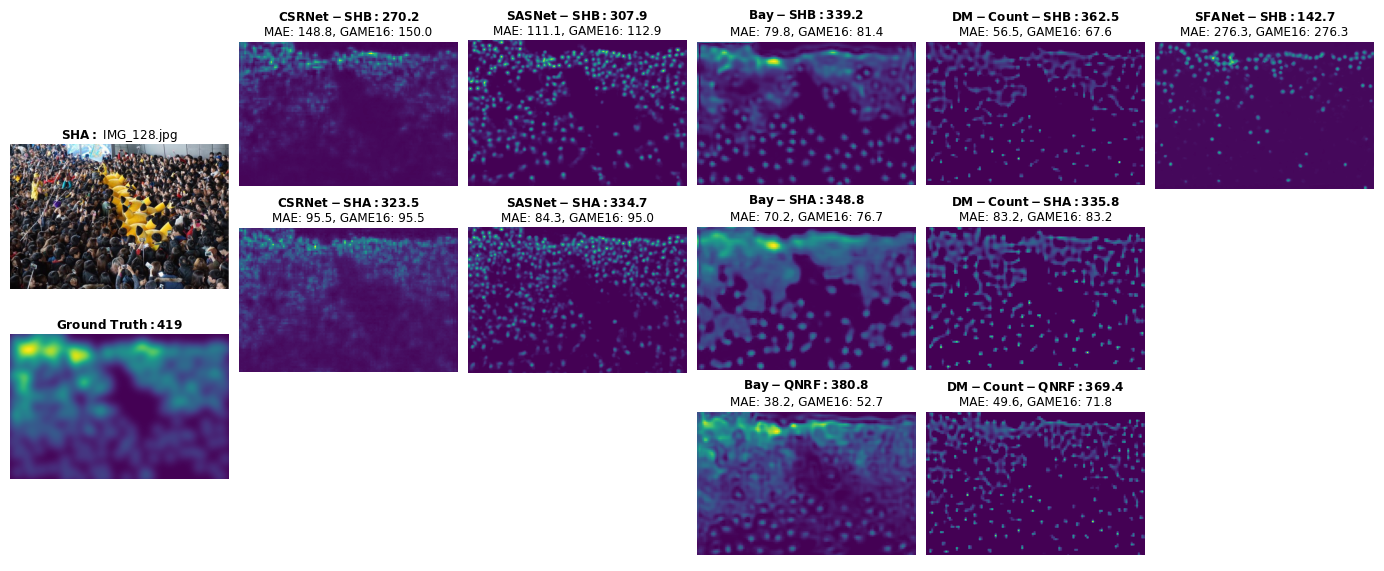 CSRNet-SHB: 270.2
MAE: 148.8, GAME16: 150.0
SASNet-SHB: 307.9
MAE: 111.1, GAME16: 112.9
Bay-SHB: 339.2
MAE: 79.8, GAME16: 81.4
DM-Count-SHB: 362.5
MAE: 56.5, GAME16: 67.6
SFANet-SHB: 142.7
MAE: 276.3, GAME16: 276.3
SHA: IMG_128.jpg
CSRNet-SHA: 323.5
MAE: 95.5, GAME16: 95.5
SASNet-SHA: 334.7
MAE: 84.3, GAME16: 95.0
Bay-SHA: 348.8
MAE: 70.2, GAME16: 76.7
DM-Count-SHA: 335.8
MAE: 83.2, GAME16: 83.2
Ground Truth: 419
Bay-QNRF: 380.8
MAE: 38.2, GAME16: 52.7
DM-Count-QNRF: 369.4
MAE: 49.6, GAME16: 71.8